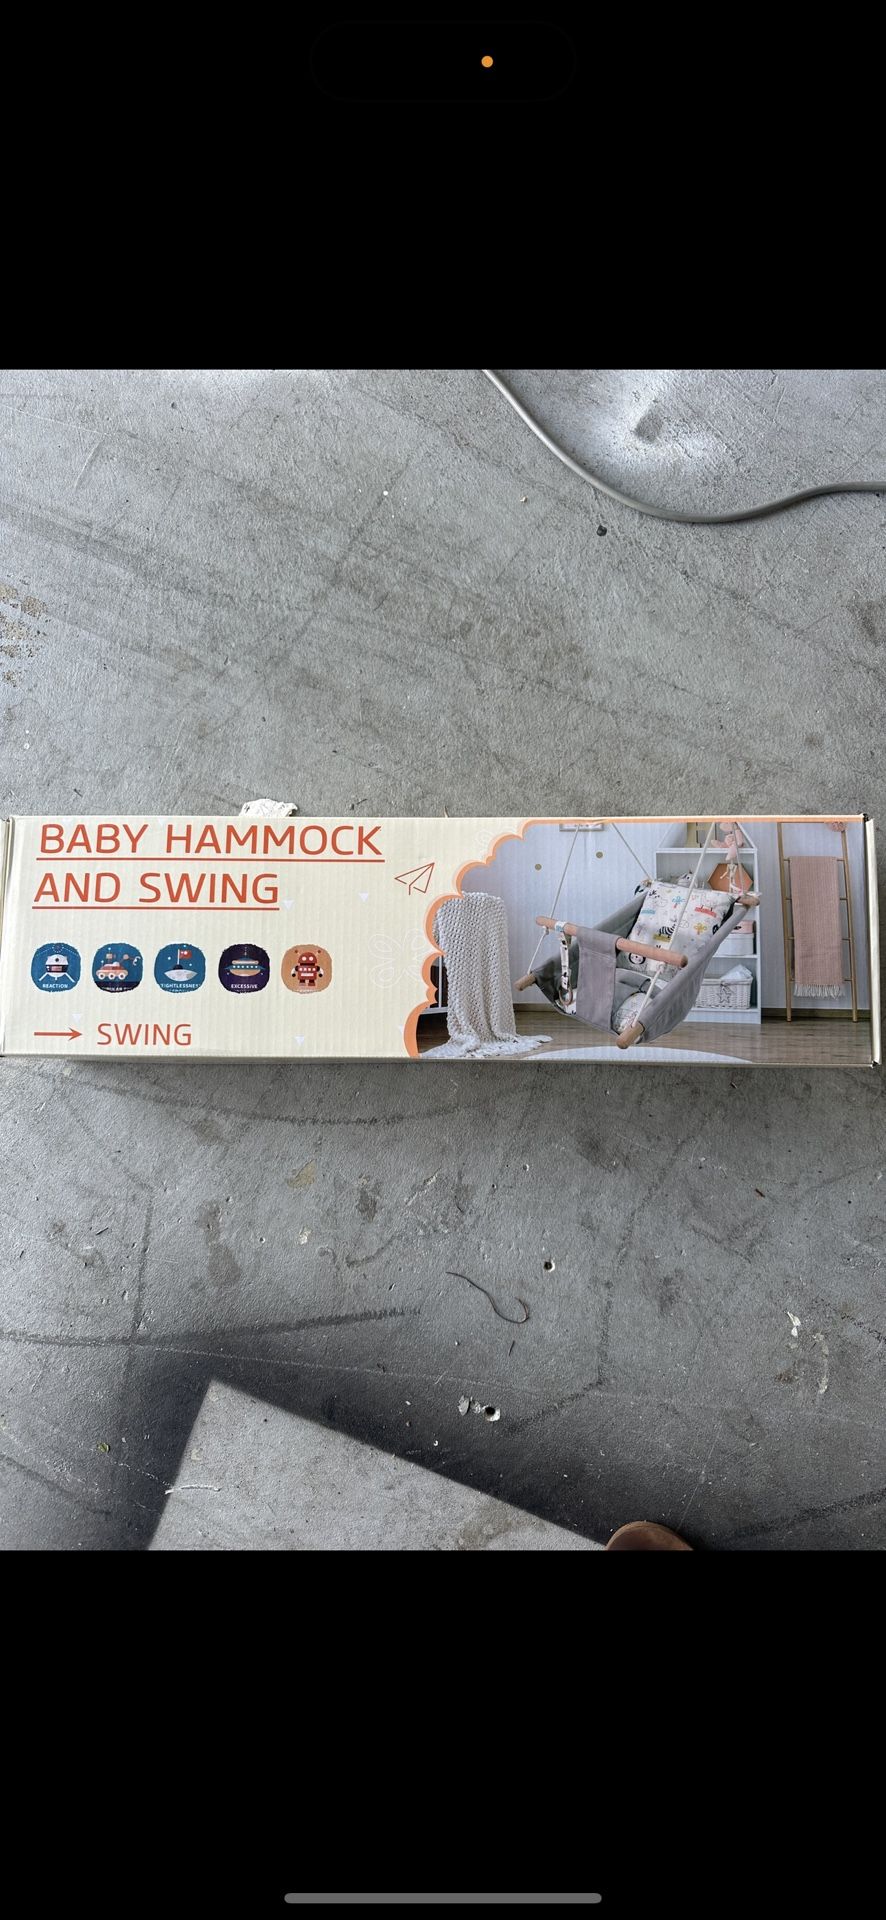 BABY HAMMOCK
AND SWING
REACTION
EXCESSIVE
SWING